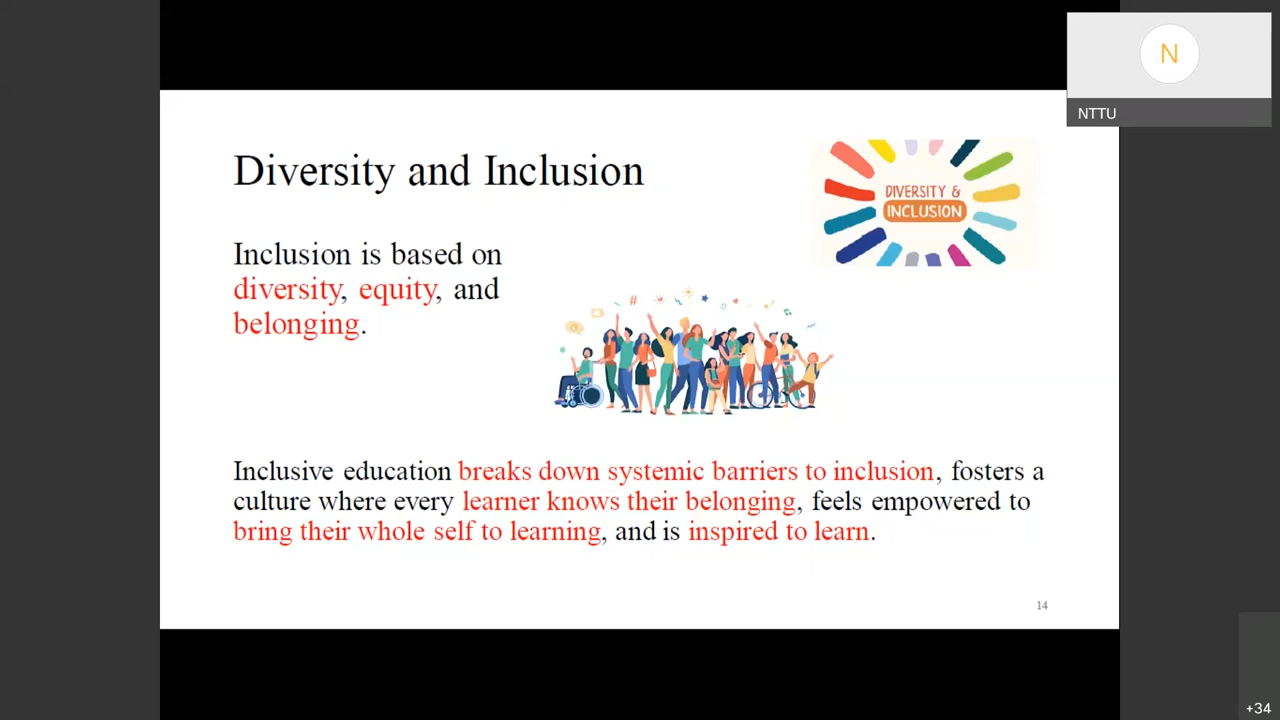 N
NTTU
Diversity and Inclusion
DIVERSITY &
INCLUSION
Inclusion is based on
diversity, equity, and
belonging.
#
Inclusive education breaks down systemic barriers to inclusion, fosters a
culture where every learner knows their belonging, feels empowered to
bring their whole self to learning, and is inspired to learn.
14
+34